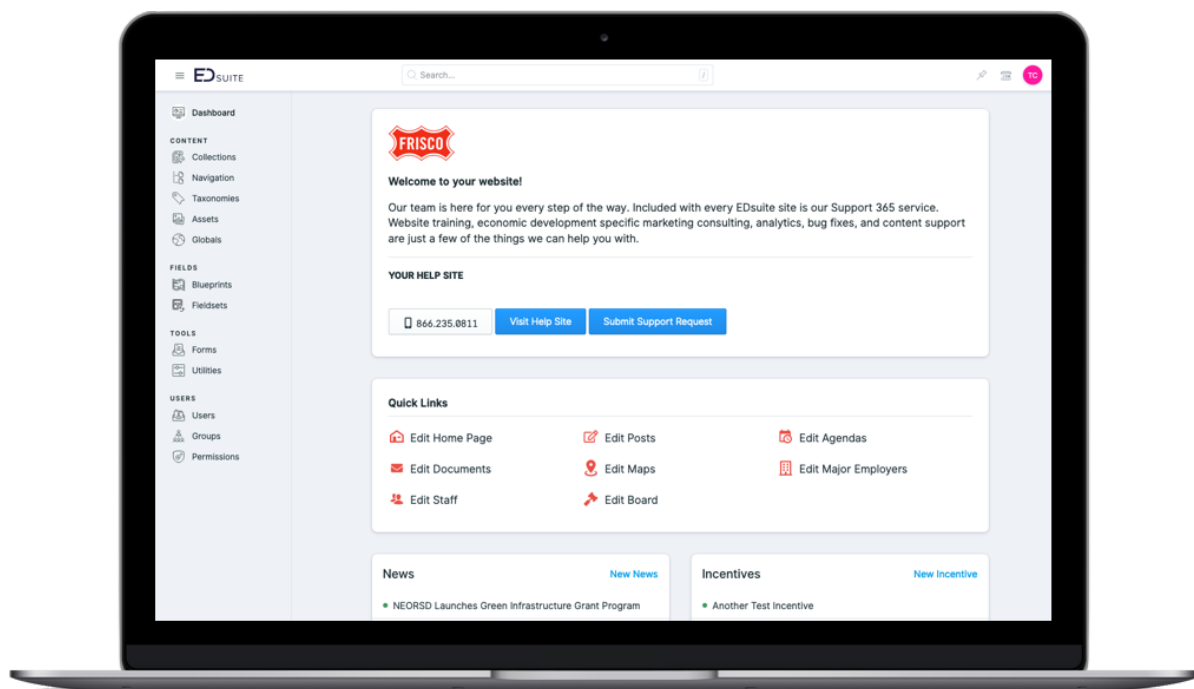 EDSUITE
Search...
/
TC
Dashboard
CONTENT
Collections
Navigation
Taxonomies
Assets
Globals
FIELDS
Blueprints
Fieldsets
TOOLS
Forms
Utilities
USERS
Users
Groups
Permissions
FRISCO
Welcome to your website!
Our team is here for you every step of the way. Included with every EDsuite site is our Support 365 service.
Website training, economic development specific marketing consulting, analytics, bug fixes, and content support
are just a few of the things we can help you with.
YOUR HELP SITE
866.235.0811 Visit Help Site Submit Support Request
Quick Links
Edit Home Page Edit Posts Edit Agendas
Edit Documents Edit Maps Edit Major Employers
Edit Staff Edit Board
News New News
NEORSD Launches Green Infrastructure Grant Program
Incentives New Incentive
Another Test Incentive